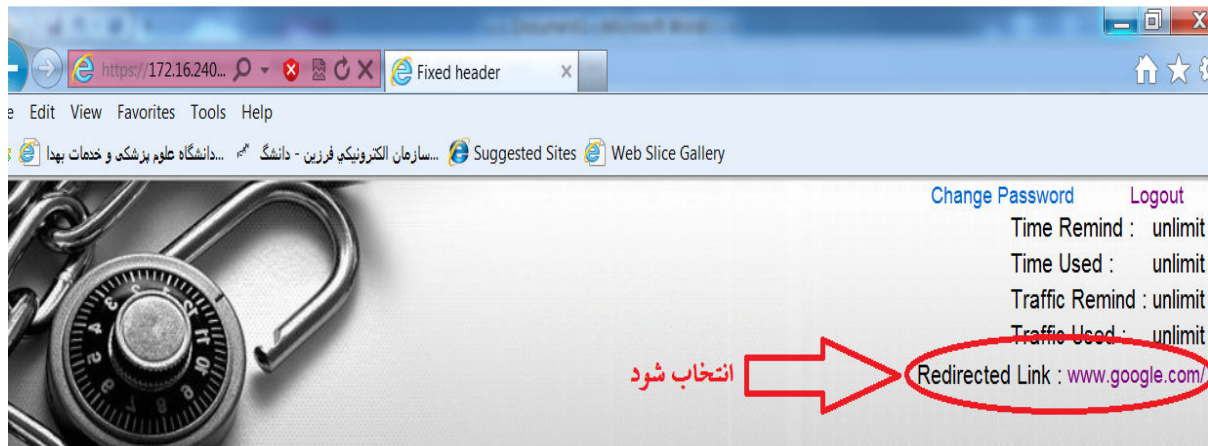 https://172.16.240...
Fixed header
Edit View Favorites Tools Help
دانشگاه علوم پزشکی و خدمات بهدا...
سازمان الکترونیکي فرزین - دانشگ...
Suggested Sites
Web Slice Gallery
Change Password Logout
Time Remind : unlimit
Time Used : unlimit
Traffic Remind : unlimit
Traffic Used : unlimit
انتخاب شود
Redirected Link : www.google.com/